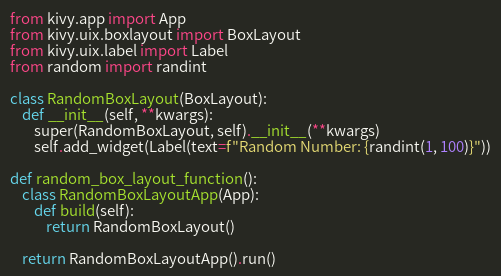 from kivy.app import App
from kivy.uix.boxlayout import BoxLayout
from kivy.uix.label import Label
from random import randint

class RandomBoxLayout(BoxLayout):
    def __init__(self, **kwargs):
        super(RandomBoxLayout, self).__init__(**kwargs)
        self.add_widget(Label(text=f"Random Number: {randint(1, 100)}"))

def random_box_layout_function():
    class RandomBoxLayoutApp(App):
        def build(self):
            return RandomBoxLayout()

    return RandomBoxLayoutApp().run()